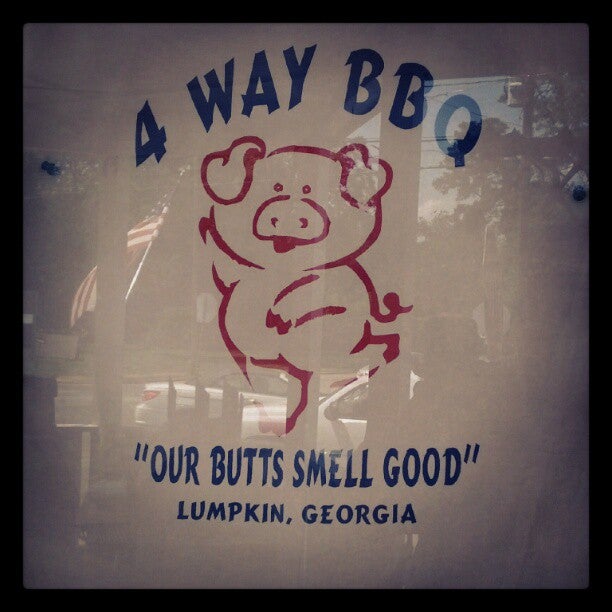 4 WAY BBQ
"OUR BUTTS SMELL GOOD"
LUMPKIN, GEORGIA